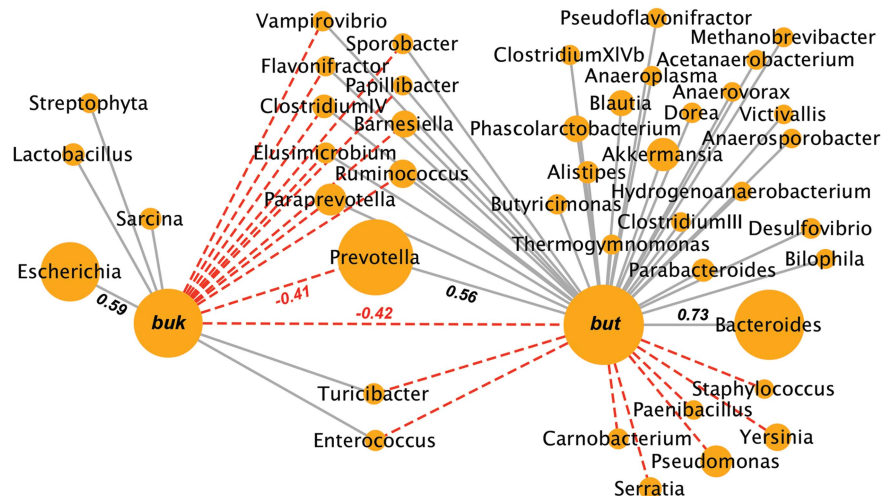 Vampirovibrio
Sporobacter
Flavonifractor
Papillibacter
ClostridiumIV
Barnesiella
Elusimicrobium
Ruminococcus
Paraprevotella
Prevotella
Streptophyta
Lactobacillus
Sarcina
Escherichia
0.59
buk
-0.41
-0.42
0.56
but
0.73
Bacteroides
Pseudoflavonifractor
Methanobrevibacter
ClostridiumXIVb
Acetanaerobacterium
Anaeroplasma
Anaerovorax
Blautia
Dorea
Victivallis
Phascolarctobacterium
Anaerosporobacter
Akkermansia
Alistipes
Hydrogenoanaerobacterium
Butyricimonas
ClostridiumIII
Desulfovibrio
Thermogymnomonas
Bilophila
Parabacteroides
Turicibacter
Enterococcus
Staphylococcus
Paenibacillus
Carnobacterium
Yersinia
Pseudomonas
Serratia